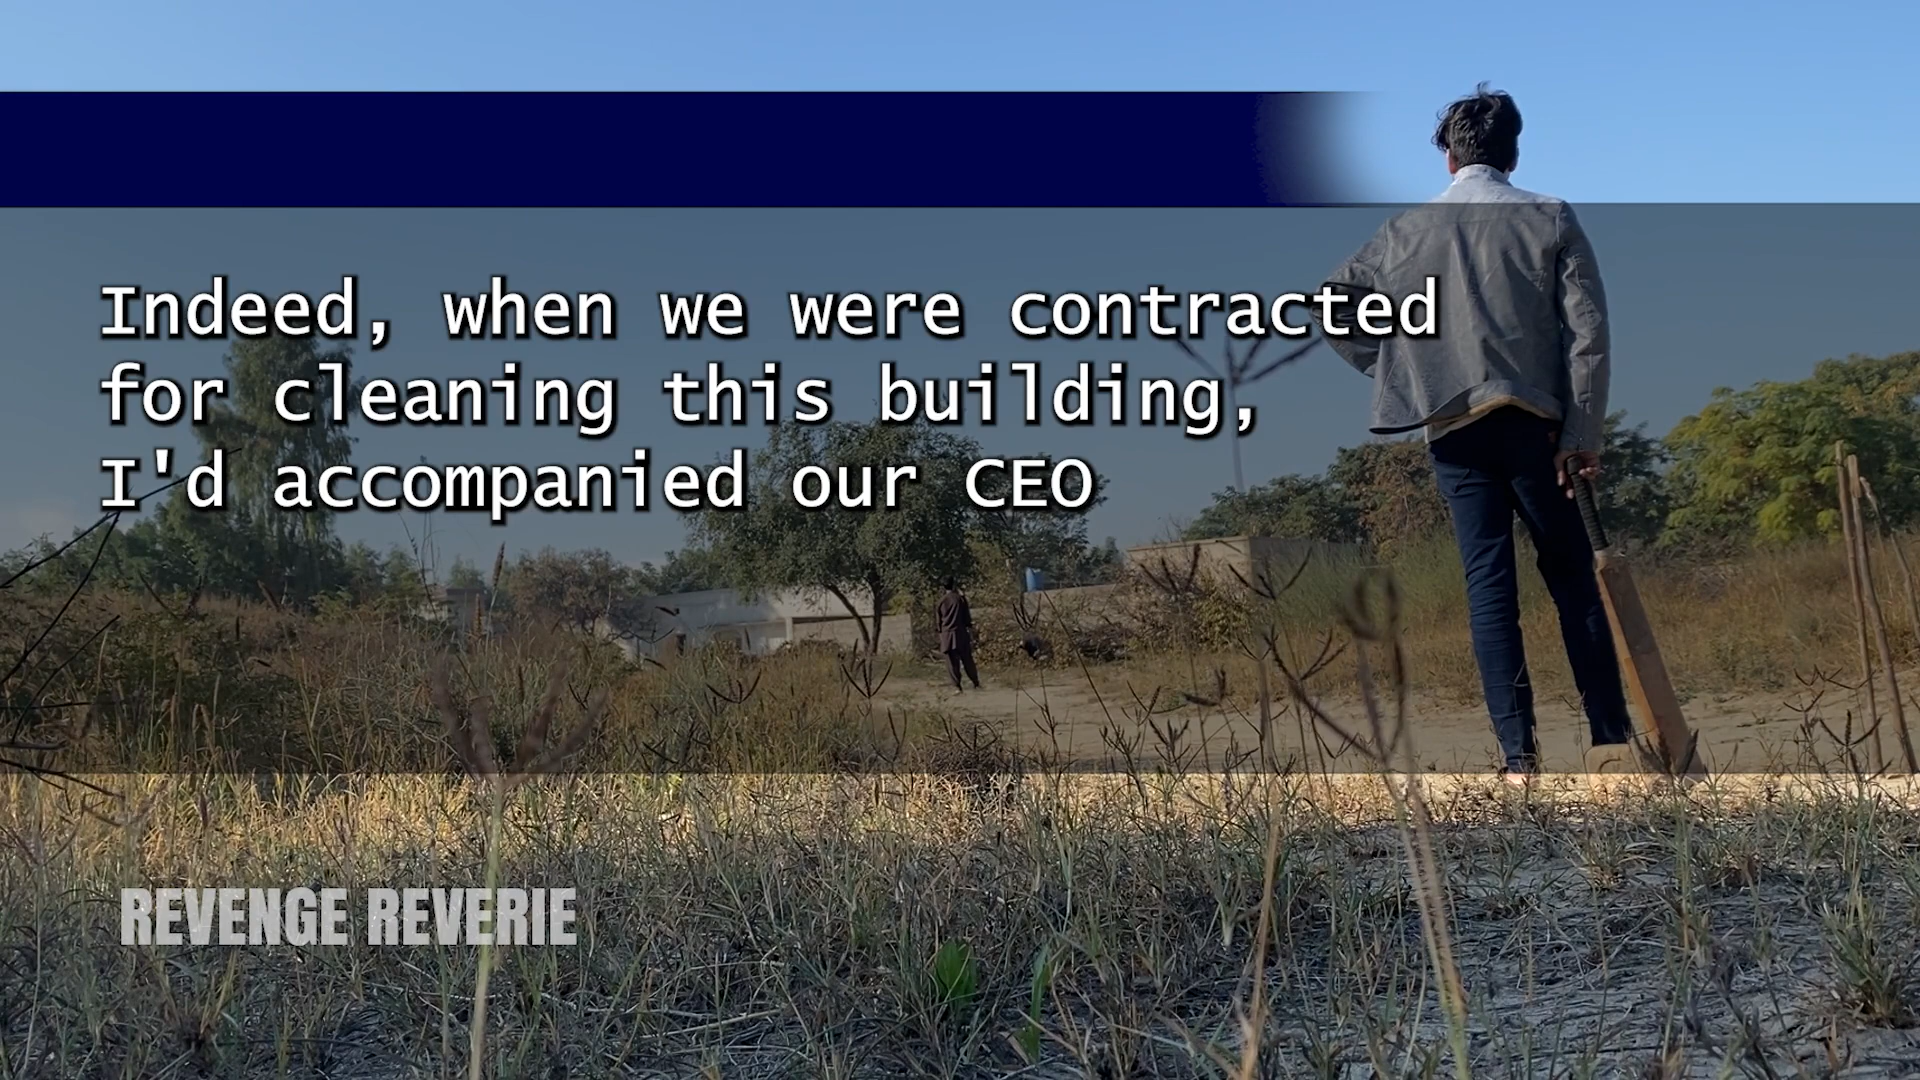 Indeed, when we were contracted
for cleaning this building,
I'd accompanied our CEO
REVENGE REVERIE